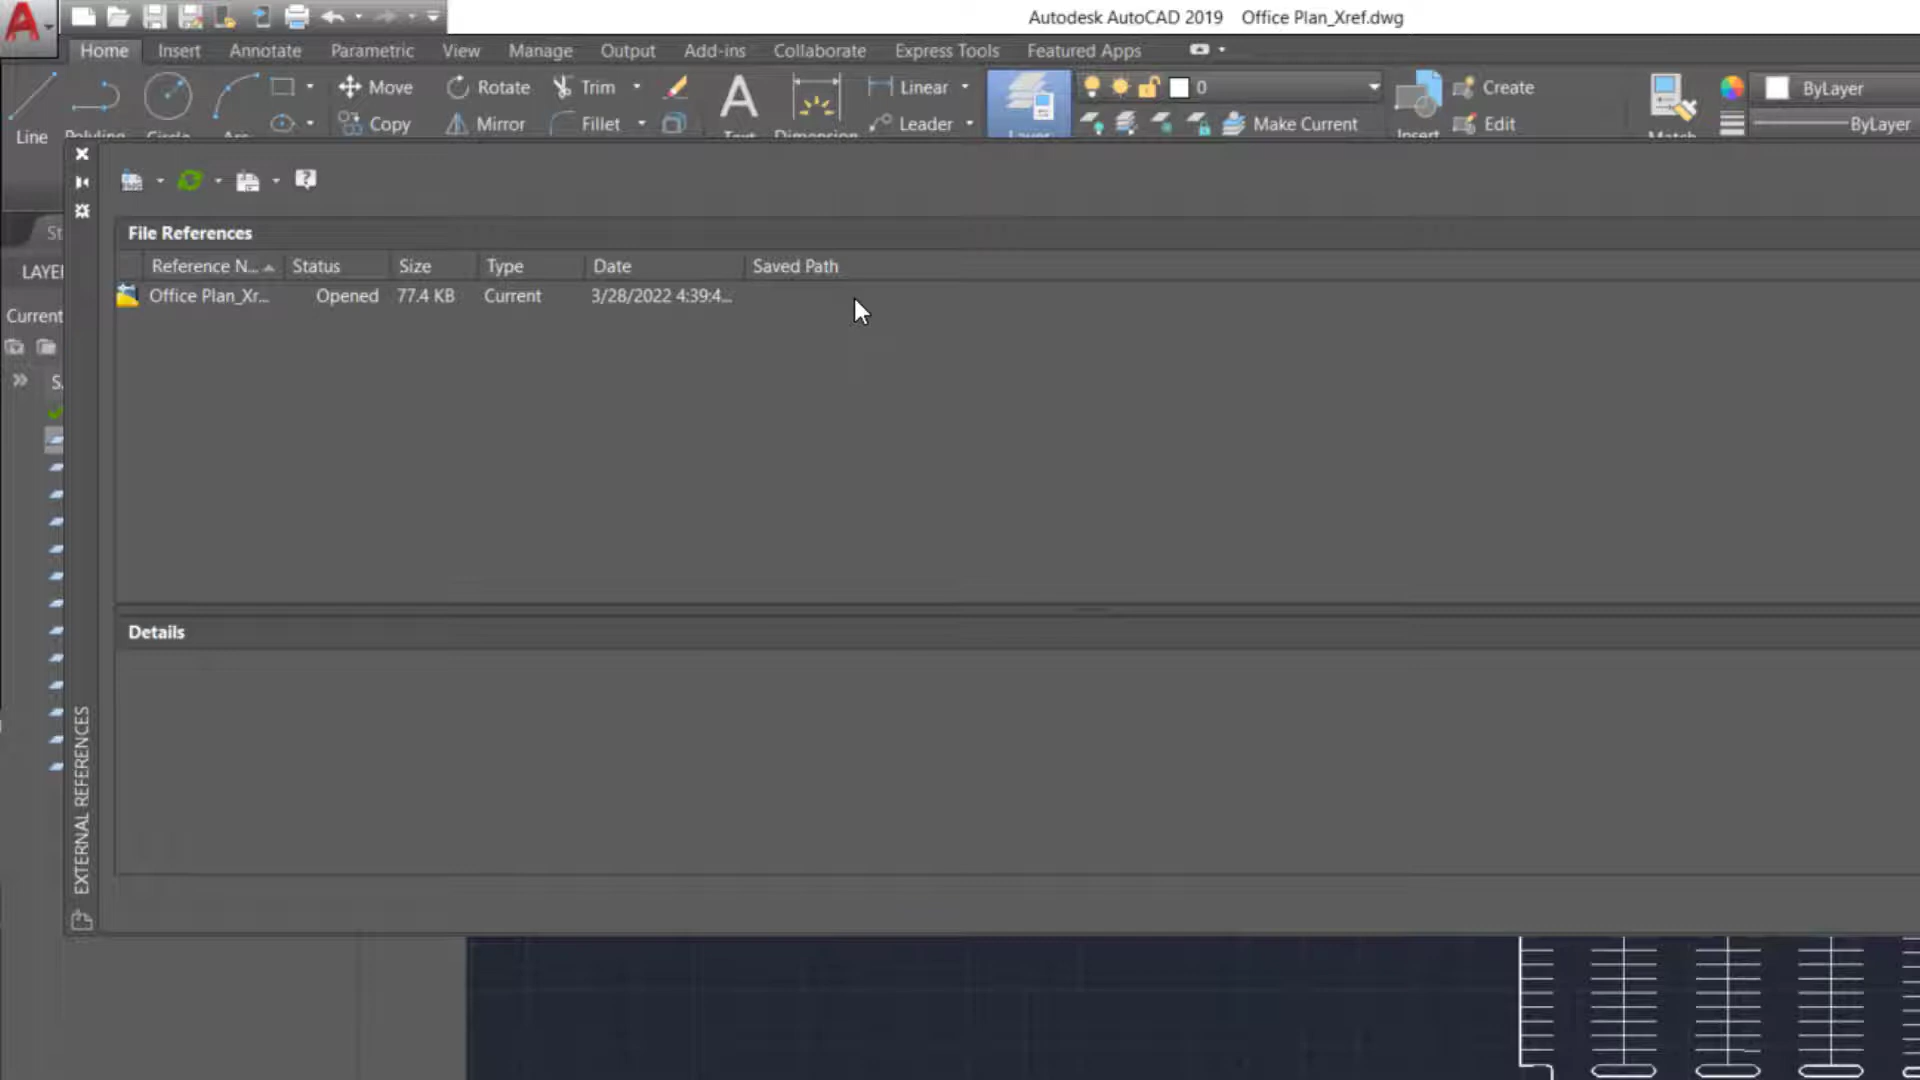 Autodesk AutoCAD 2019 Office Plan_Xref.dwg
Home Insert Annotate Parametric View Manage Output Add-ins Collaborate Express Tools Featured Apps
Move Rotate Trim Linear 0 Create ByLayer
Line Copy Mirror Fillet Leader Make Current Edit ByLayer
File References
Reference N... Status Size Type Date Saved Path
Office Plan_Xr... Opened 77.4 KB Current 3/28/2022 4:39:4...
Current
Details
EXTERNAL REFERENCES